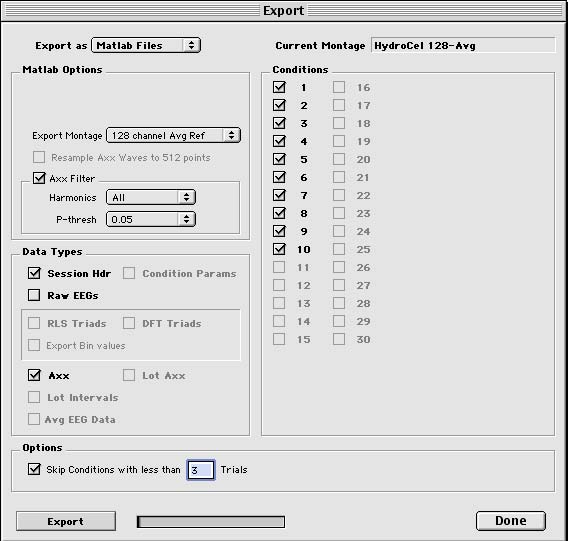 Export
Export as Matlab Files
Current Montage HydroCel 128-Avg
Matlab Options
Export Montage 128 channel Avg Ref
Resample Axx Waves to 512 points
Axx Filter
Harmonics All
P-thresh 0.05
Data Types
Session Hdr Condition Params
Raw EEGs
RLS Triads DFT Triads
Export Bin values
Axx Lot Axx
Lot Intervals
Avg EEG Data
Conditions
1 16
2 17
3 18
4 19
5 20
6 21
7 22
8 23
9 24
10 25
11 26
12 27
13 28
14 29
15 30
Options
Skip Conditions with less than 3 Trials
Export Done